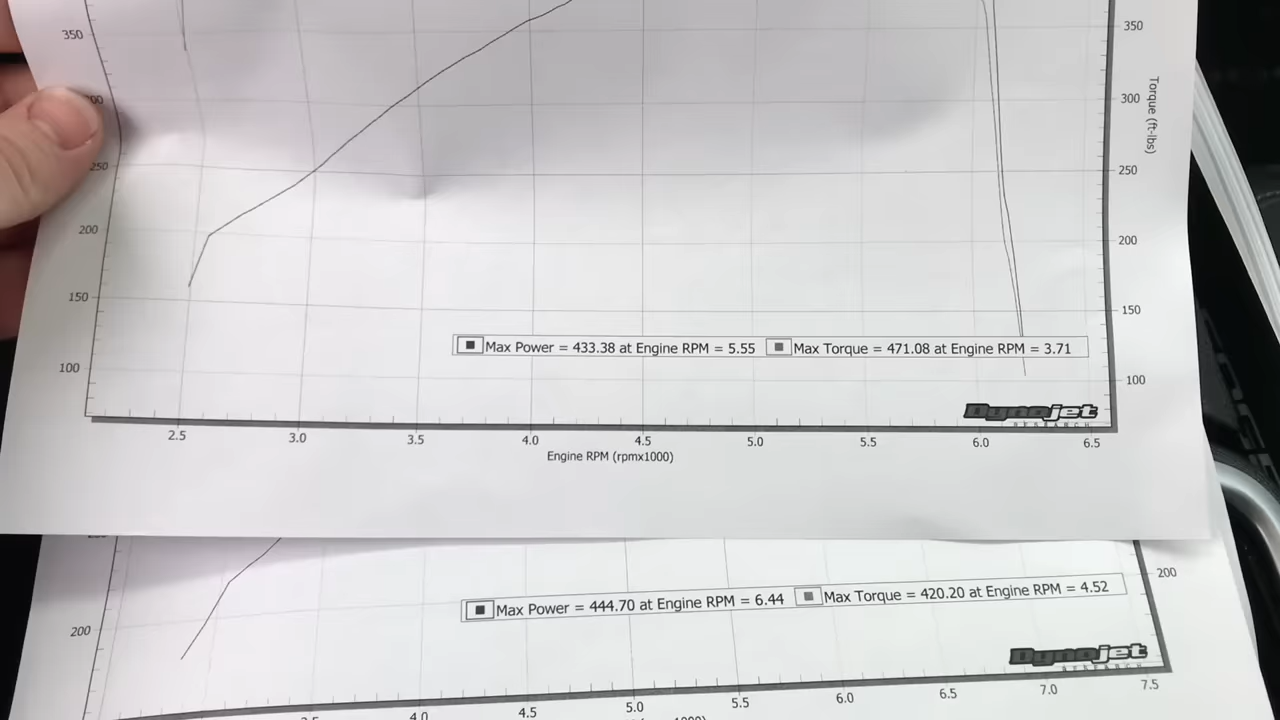 350
350
00
300
Torque (ft-lbs)
250
250
200
200
150
150
Max Power = 433.38 at Engine RPM = 5.55 Max Torque = 471.08 at Engine RPM = 3.71
100
100
Dynojet
RESEARCH
2.5 3.0 3.5 4.0 4.5 5.0 5.5 6.0 6.5
Engine RPM (rpmx1000)
200
Max Power = 444.70 at Engine RPM = 6.44 Max Torque = 420.20 at Engine RPM = 4.52
200
Dynojet
RESEARCH
4.0 4.5 5.0 5.5 6.0 6.5 7.0 7.5